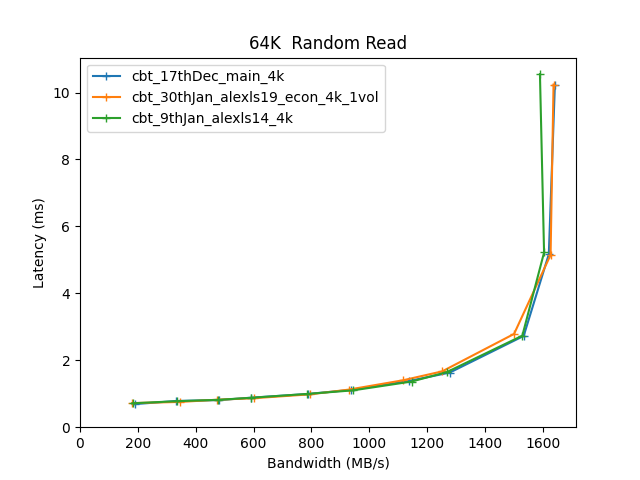 64K  Random Read
cbt_17thDec_main_4k
cbt_30thJan_alexls19_econ_4k_1vol
cbt_9thJan_alexls14_4k
Latency (ms)
10
8
6
4
2
0
0 200 400 600 800 1000 1200 1400 1600
Bandwidth (MB/s)